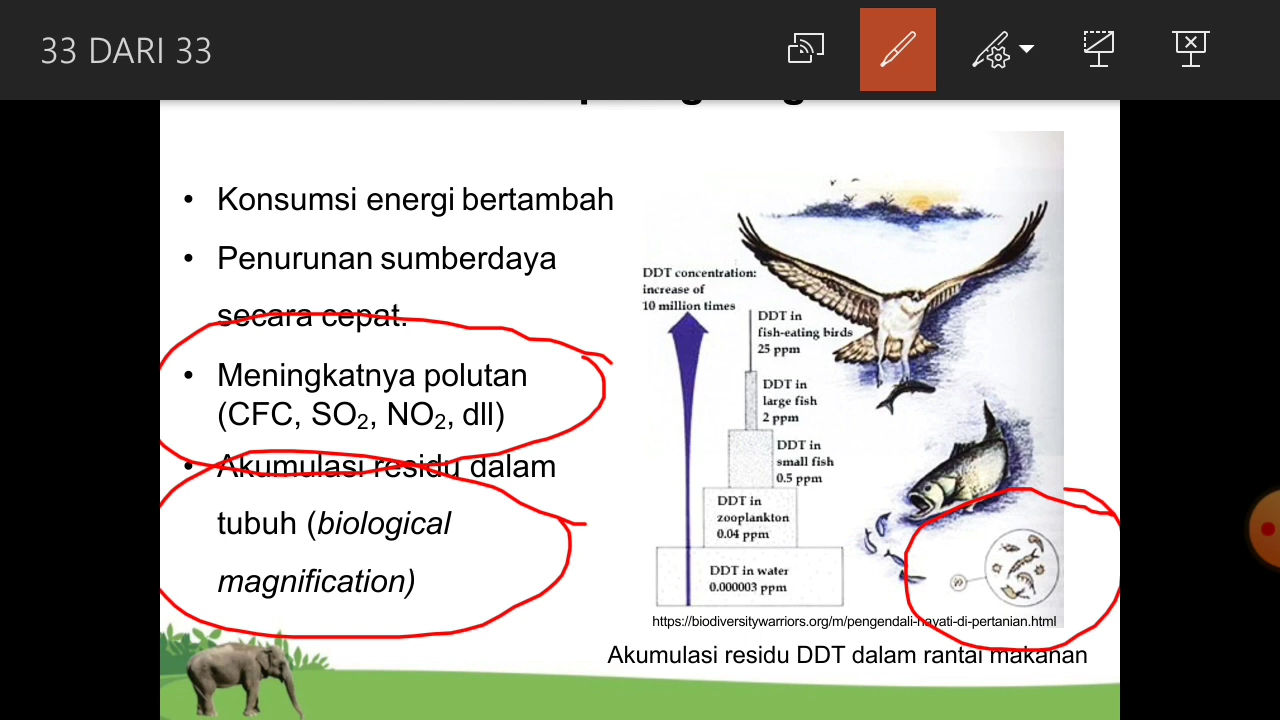 33 DARI 33
• Konsumsi energi bertambah
• Penurunan sumberdaya
secara cepat.
• Meningkatnya polutan
(CFC, SO₂, NO₂, dll)
• Akumulasi residu dalam
tubuh (biological
magnification)
DDT concentration:
increase of
10 million times
DDT in
fish-eating birds
25 ppm
DDT in
large fish
2 ppm
DDT in
small fish
0.5 ppm
DDT in
zooplankton
0.04 ppm
DDT in water
0.000003 ppm
https://biodiversitywarriors.org/m/pengendali-hayati-di-pertanian.html
Akumulasi residu DDT dalam rantai makanan